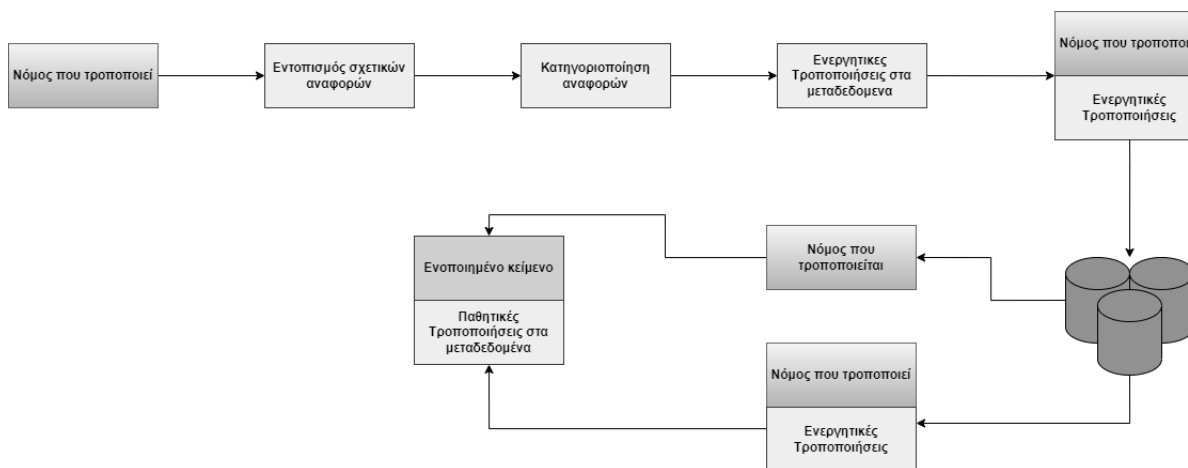 Νόμος που τροποποιεί
Εντοπισμός σχετικών
αναφορών
Κατηγοριοποίηση
αναφορών
Ενεργητικες
Τροποποιήσεις στα
μεταδεδομενα
Νόμος που τροποποιε
Ενεργητικές
Τροποποιήσεις
Νόμος που
τροποποιείται
Ενοποιημένο κείμενο
Παθητικές
Τροποποιήσεις στα
μεταδεδομένα
Νόμος που τροποποιεί
Ενεργητικές
Τροποποιήσεις